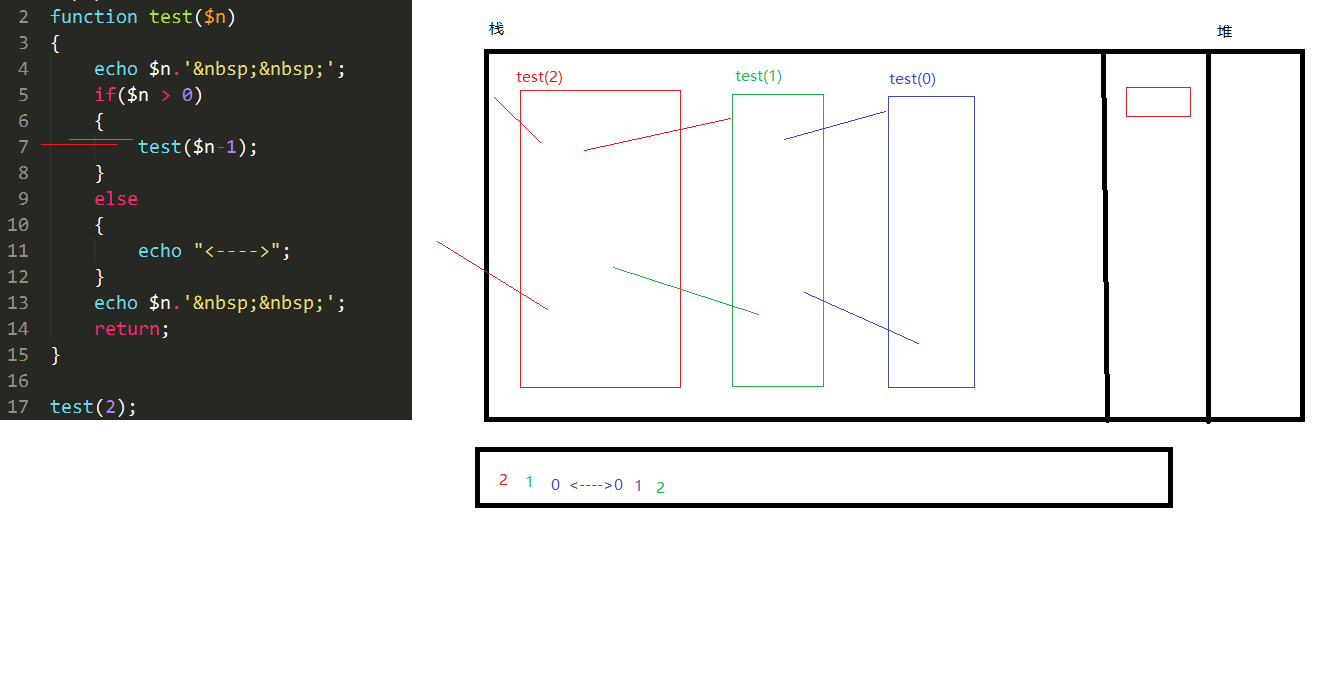 2 function test($n)
3 {
4 echo $n.'&nbsp;&nbsp;';
5 if($n > 0)
6 {
7 test($n-1);
8 }
9 else
10 {
11 echo "<---->";
12 }
13 echo $n.'&nbsp;&nbsp;';
14 return;
15 }
16
17 test(2);
栈
堆
test(2) test(1) test(0)
2 1 0 <---->0 1 2